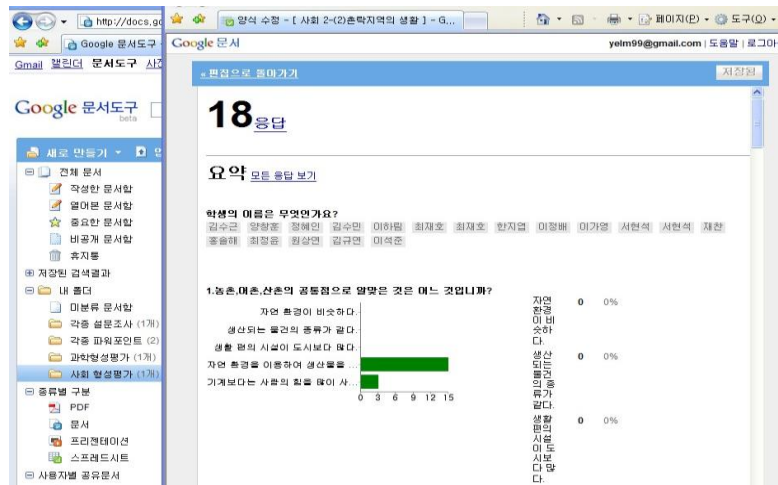 http://docs.go
양식 수정 - [ 사회 2-(2)촌락지역의 생활 ] - G...
페이지(P)
도구(O)
Google 문서도구
Google 문서
yelm99@gmail.com | 도움말 | 로그아
Gmail 캘린더 문서도구 사진
« 편집으로 돌아가기
저장됨
Google 문서도구
beta
18응답
새로 만들기
요약 모든 응답 보기
전체 문서
작성한 문서함
열어본 문서함
중요한 문서함
비공개 문서함
휴지통
저장된 검색결과
내 폴더
미분류 문서함
각종 설문조사 (1개)
각종 파워포인트 (2)
과학형성평가 (1개)
사회 형성평가 (1개)
종류별 구분
PDF
문서
프리젠테이션
스프레드시트
사용자별 공유문서
학생의 이름은 무엇인가요?
김수근 양창훈 정혜인 김수민 이하림 최재호 최재호 한지엽 이정배 이가영 서현석 서현석 채찬
홍솔해 최정윤 원상연 김규연 이석준
1.농촌,어촌,산촌의 공통점으로 알맞은 것은 어느 것입니까?
자연 환경이 비슷하다.
생산되는 물건의 종류가 같다.
생활 편의 시설이 도시보다 많다.
자연 환경을 이용하여 생산물을 ...
기계보다는 사람의 힘을 많이 사...
0 3 6 9 12 15
자연
환경
이 비
슷하
다.
0 0%
생산
되는
물건
의 종
류가
같다.
0 0%
생활
편의
시설
이 도
시보
다 많
다.
0 0%